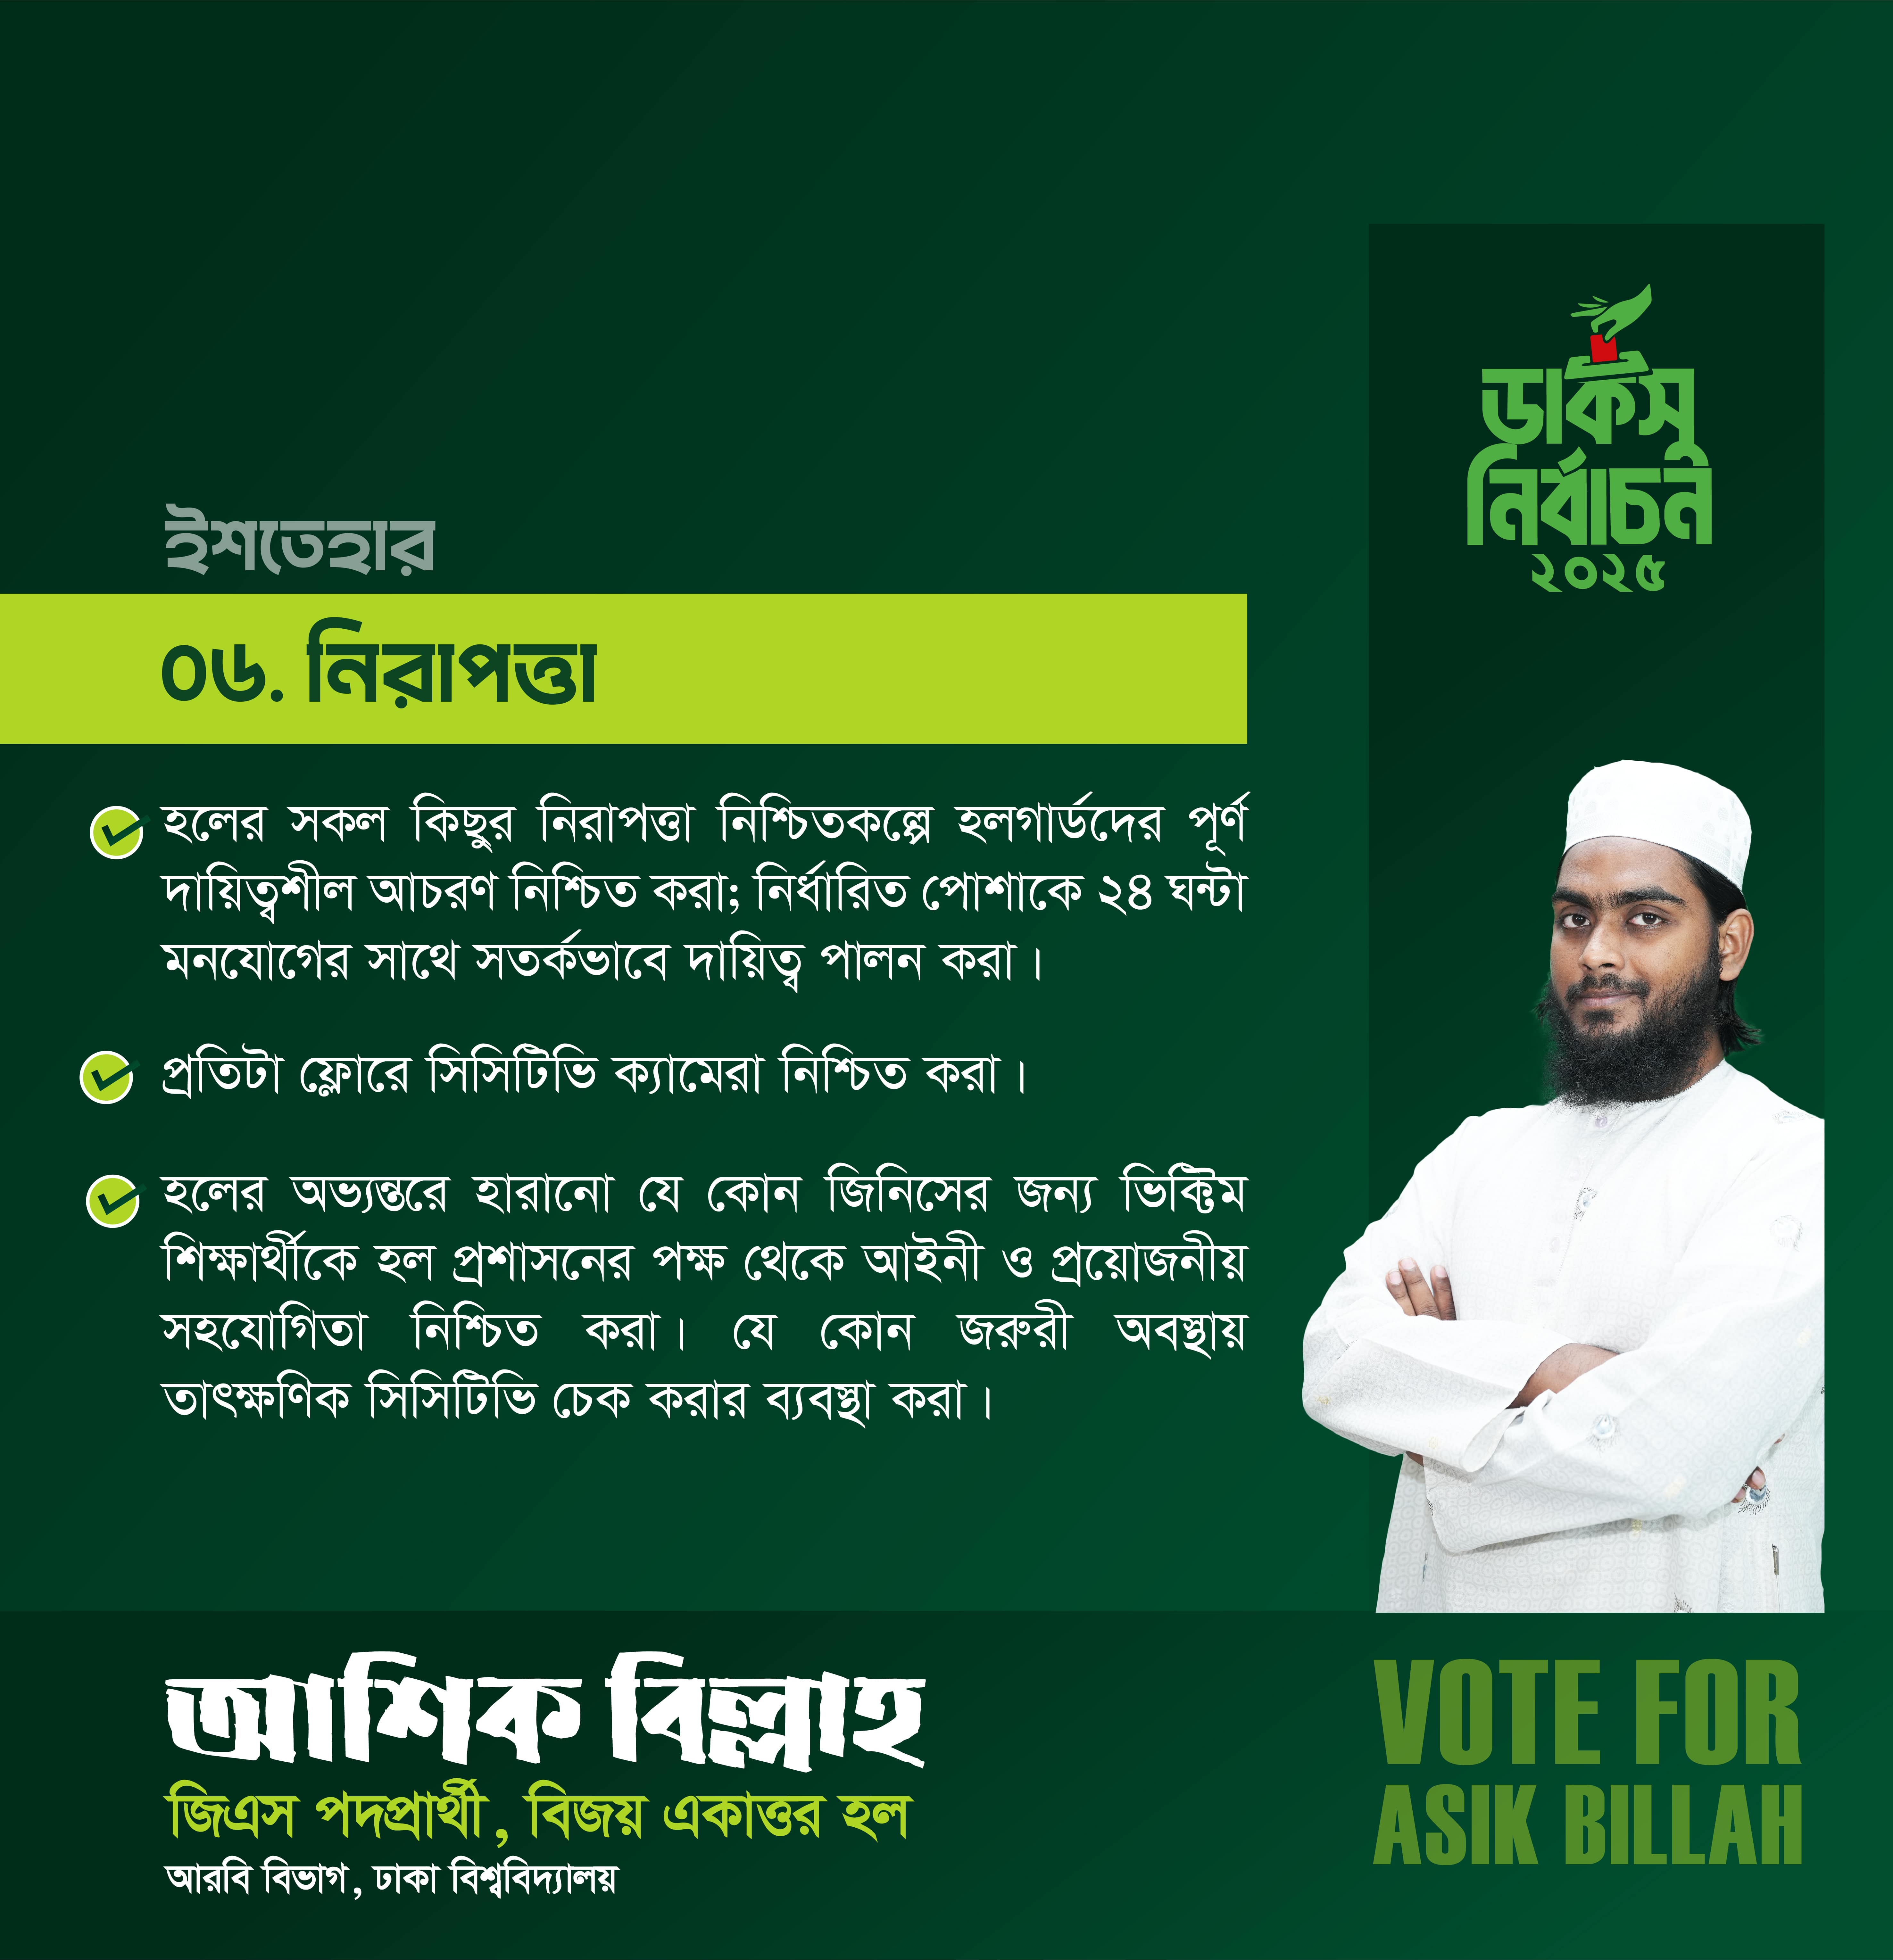 ডাকসু
নির্বাচন
২০২৫
ইশতেহার
০৬. নিরাপত্তা
হলের সকল কিছুর নিরাপত্তা নিশ্চিতকল্পে হলগার্ডদের পূর্ণ
দায়িত্বশীল আচরণ নিশ্চিত করা; নির্ধারিত পোশাকে ২৪ ঘন্টা
মনযোগের সাথে সতর্কভাবে দায়িত্ব পালন করা।
প্রতিটা ফ্লোরে সিসিটিভি ক্যামেরা নিশ্চিত করা।
হলের অভ্যন্তরে হারানো যে কোন জিনিসের জন্য ভিক্টিম
শিক্ষার্থীকে হল প্রশাসনের পক্ষ থেকে আইনী ও প্রয়োজনীয়
সহযোগিতা নিশ্চিত করা। যে কোন জরুরী অবস্থায়
তাৎক্ষণিক সিসিটিভি চেক করার ব্যবস্থা করা।
আশিক বিল্লাহ
জিএস পদপ্রার্থী, বিজয় একাত্তর হল
আরবি বিভাগ, ঢাকা বিশ্ববিদ্যালয়
VOTE FOR
ASIK BILLAH